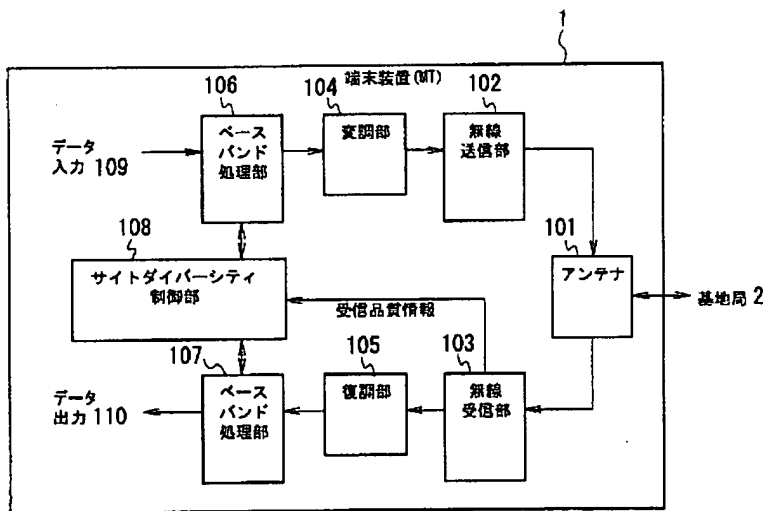 1
端末装置(MT)
106
ベース
バンド
処理部
104
変調部
102
無線
送信部
データ
入力 109
108
サイトダイバーシティ
制御部
101
アンテナ
基地局 2
受信品質情報
107
ベース
バンド
処理部
105
復調部
103
無線
受信部
データ
出力 110